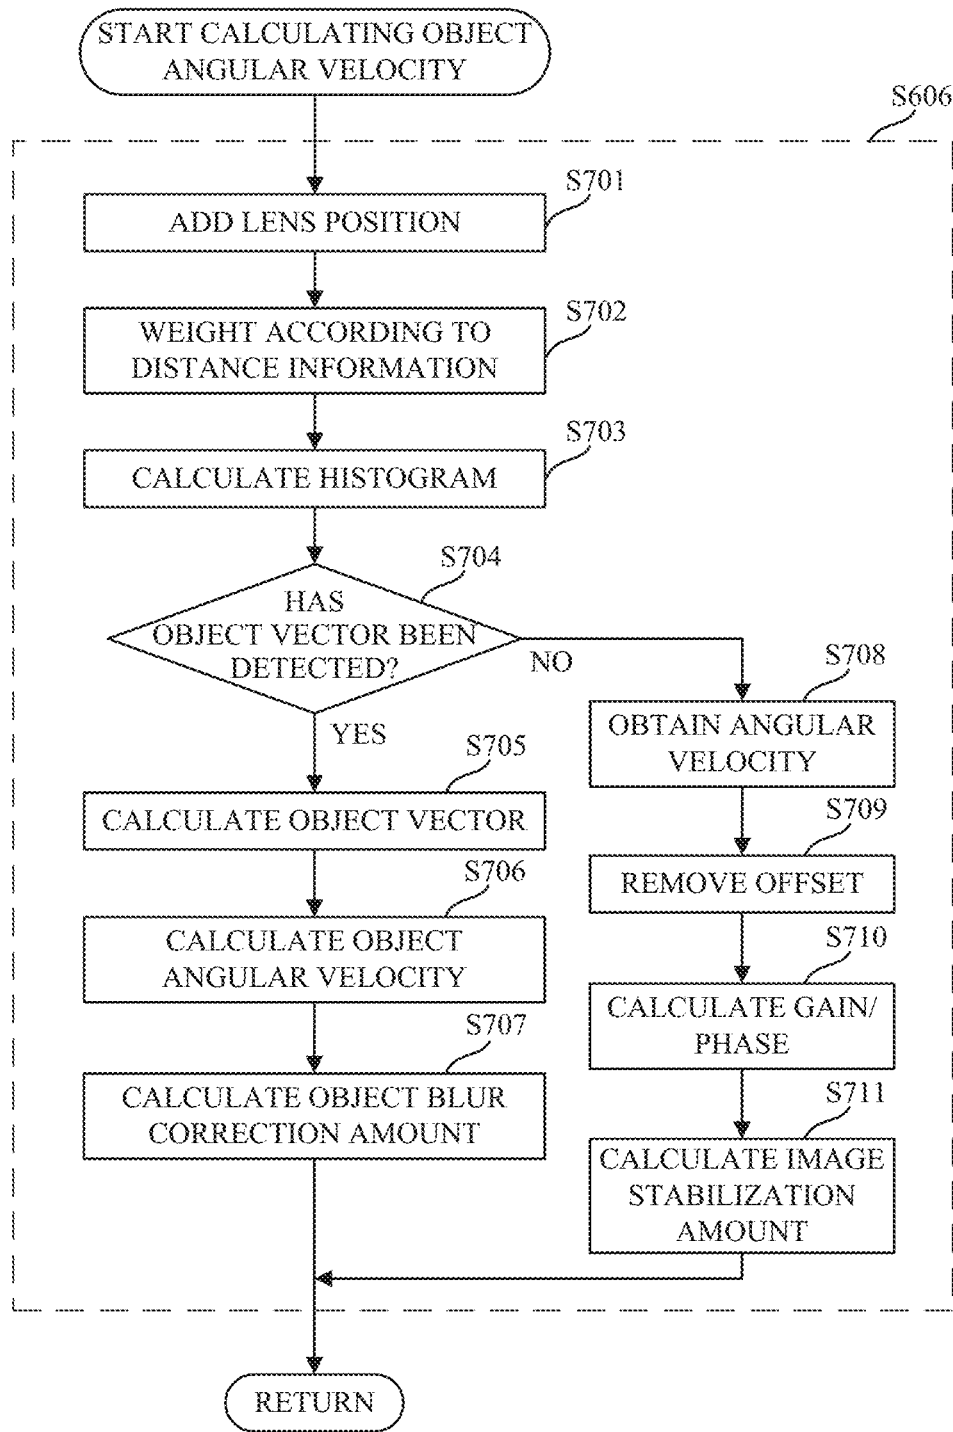 START CALCULATING OBJECT
ANGULAR VELOCITY
S606
S701
ADD LENS POSITION
S702
WEIGHT ACCORDING TO
DISTANCE INFORMATION
S703
CALCULATE HISTOGRAM
S704
HAS
OBJECT VECTOR BEEN
DETECTED?
NO
YES
S705
CALCULATE OBJECT VECTOR
S706
CALCULATE OBJECT
ANGULAR VELOCITY
S707
CALCULATE OBJECT BLUR
CORRECTION AMOUNT
S708
OBTAIN ANGULAR
VELOCITY
S709
REMOVE OFFSET
S710
CALCULATE GAIN/
PHASE
S711
CALCULATE IMAGE
STABILIZATION
AMOUNT
RETURN